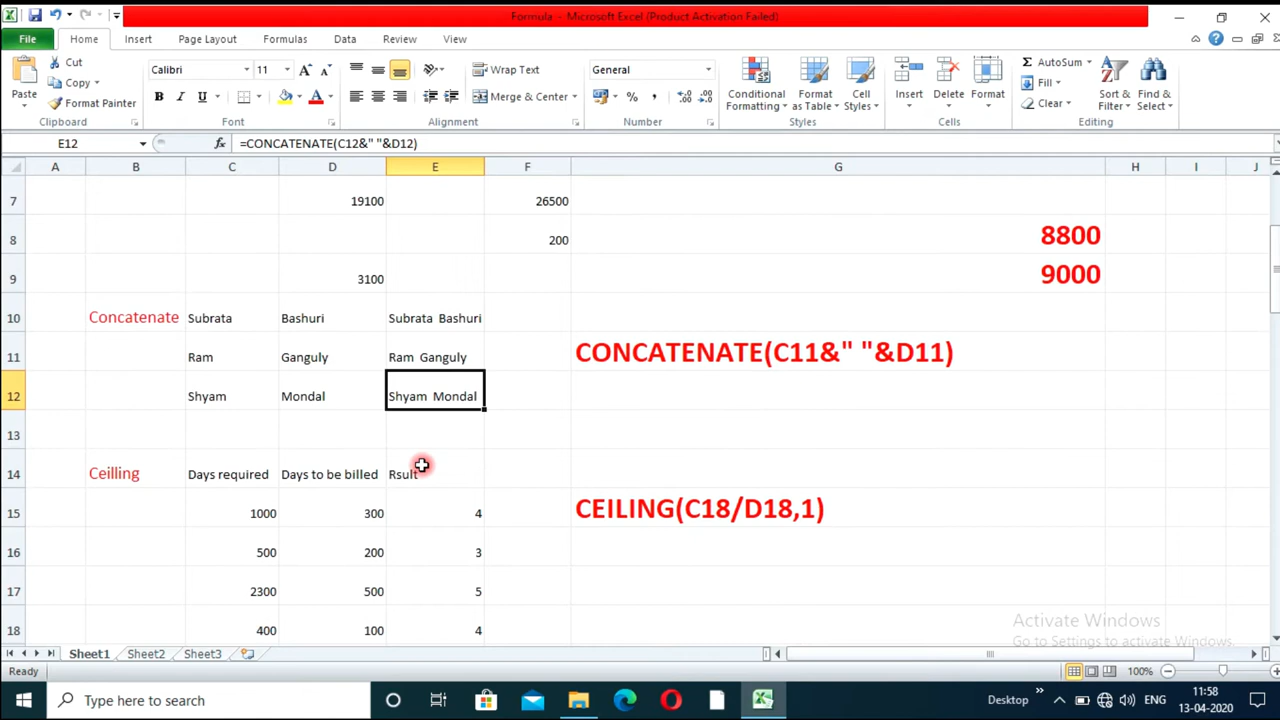 Formula - Microsoft Excel (Product Activation Failed)
File Home Insert Page Layout Formulas Data Review View
Paste
Cut
Copy
Format Painter
Clipboard
Calibri 11
B I U A
Font
Wrap Text
Merge & Center
Alignment
General
% ,
Number
Conditional Formatting
Format as Table
Cell Styles
Styles
Insert Delete Format
Cells
AutoSum
Fill
Clear
Sort & Filter
Find & Select
Editing
E12 fx =CONCATENATE(C12&" "&D12)
A B C D E F G H I J
7 19100 26500
8 200 8800
9 3100 9000
10 Concatenate Subrata Bashuri Subrata Bashuri
11 Ram Ganguly Ram Ganguly CONCATENATE(C11&" "&D11)
12 Shyam Mondal Shyam Mondal
13
14 Ceilling Days required Days to be billed Rsult
15 1000 300 4 CEILING(C18/D18,1)
16 500 200 3
17 2300 500 5
18 400 100 4
Activate Windows
Go to Settings to activate Windows.
Sheet1 Sheet2 Sheet3
Ready 100%
Type here to search
Desktop
ENG
11:58
13-04-2020